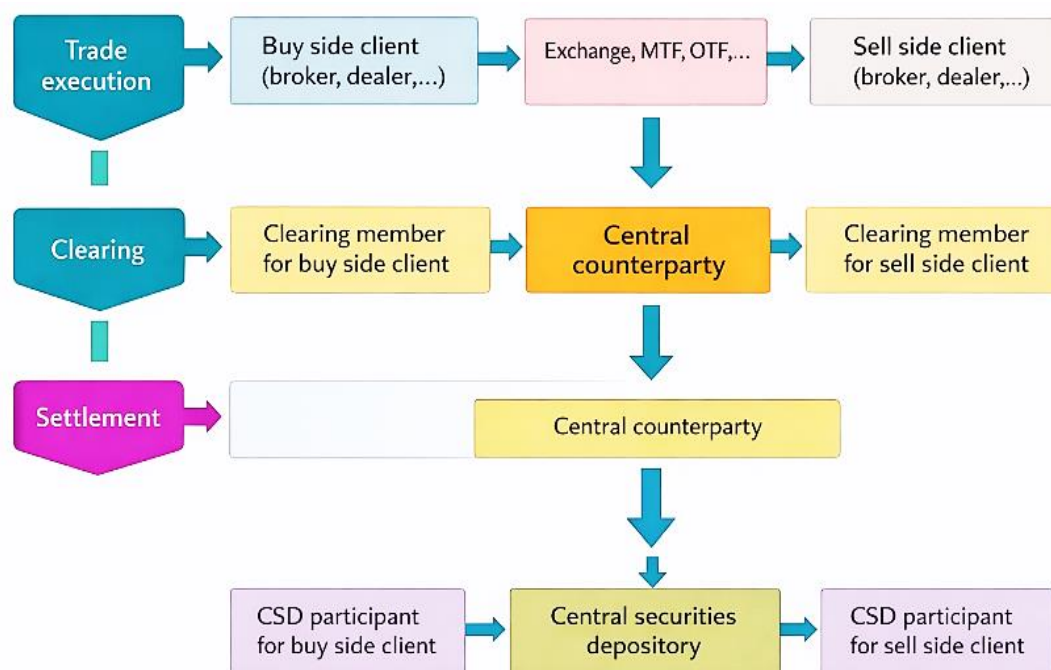 Trade
execution
Buy side client
(broker, dealer,...)
Exchange, MTF, OTF,...
Sell side client
(broker, dealer,...)
Clearing
Clearing member
for buy side client
Central
counterparty
Clearing member
for sell side client
Settlement
Central counterparty
CSD participant
for buy side client
Central securities
depository
CSD participant
for sell side client